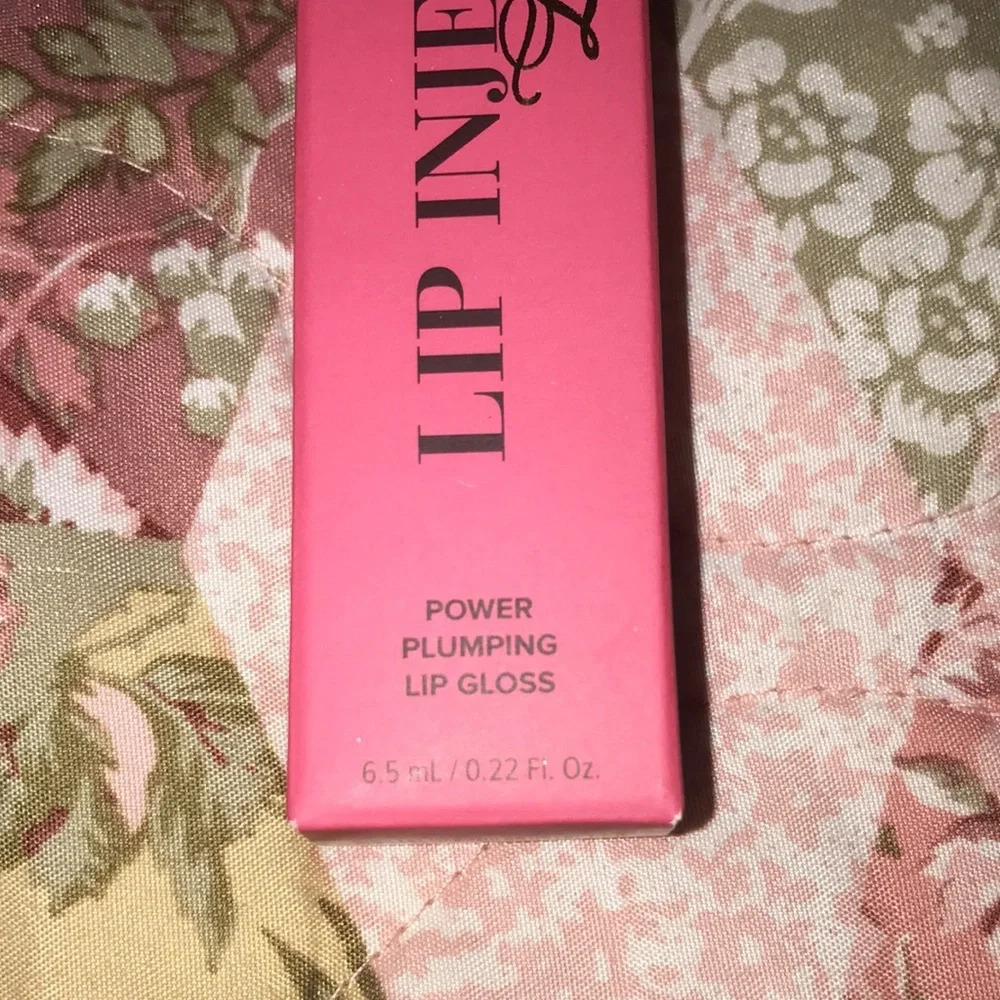 LIP INJE
POWER
PLUMPING
LIP GLOSS
6.5 mL / 0.22 Fl. Oz.